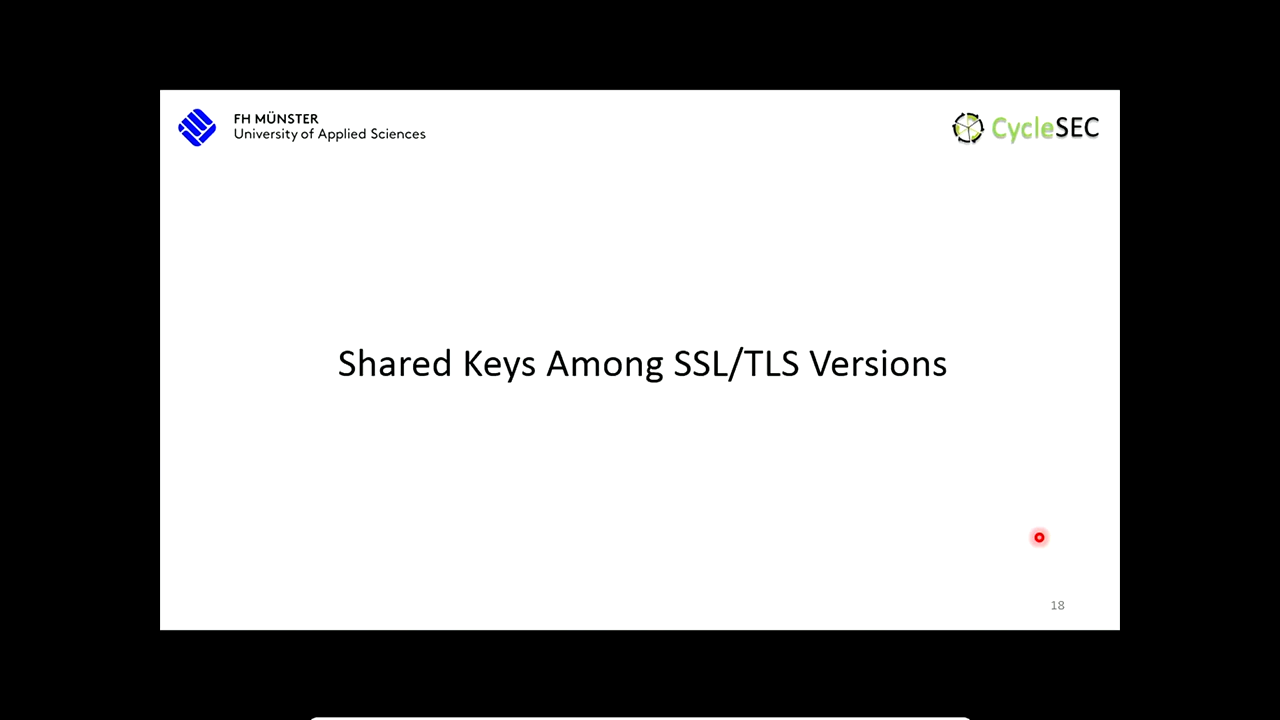 FH MÜNSTER
University of Applied Sciences
CycleSEC
Shared Keys Among SSL/TLS Versions
18